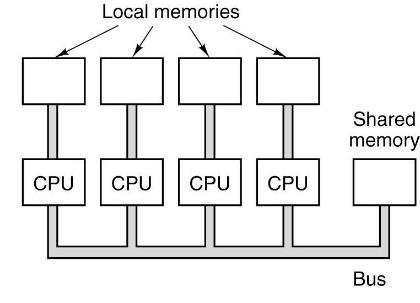 Local memories
Shared
memory
CPU CPU CPU CPU
Bus